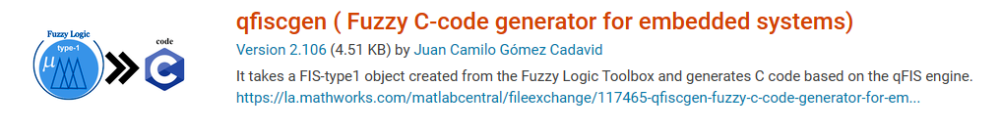 Fuzzy Logic
type-1
μ
code
C
qfiscgen ( Fuzzy C-code generator for embedded systems)
Version 2.106 (4.51 KB) by Juan Camilo Gómez Cadavid
It takes a FIS-type1 object created from the Fuzzy Logic Toolbox and generates C code based on the qFIS engine.
https://la.mathworks.com/matlabcentral/fileexchange/117465-qfiscgen-fuzzy-c-code-generator-for-em...